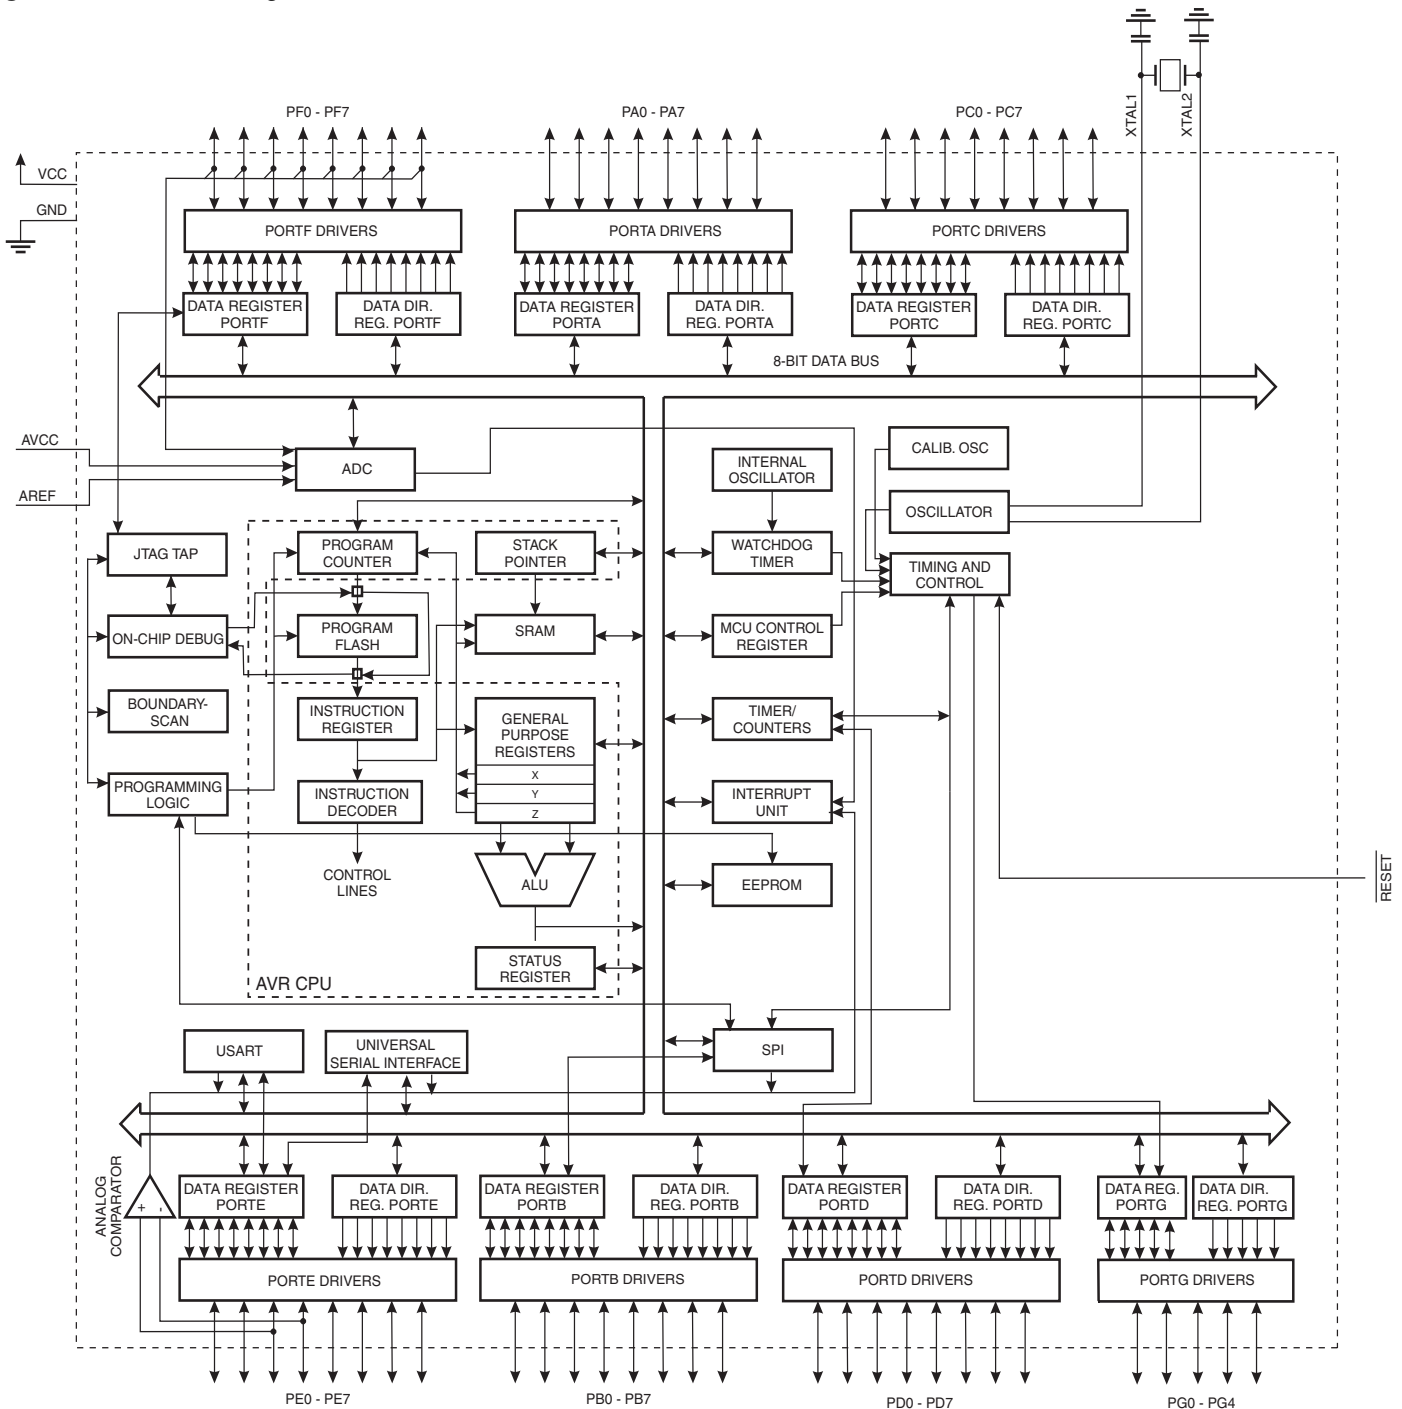 XTAL1
XTAL2
PF0 - PF7
PA0 - PA7
PC0 - PC7
VCC
GND
PORTF DRIVERS
PORTA DRIVERS
PORTC DRIVERS
DATA REGISTER
PORTF
DATA DIR.
REG. PORTF
DATA REGISTER
PORTA
DATA DIR.
REG. PORTA
DATA REGISTER
PORTC
DATA DIR.
REG. PORTC
8-BIT DATA BUS
AVCC
AREF
ADC
INTERNAL
OSCILLATOR
CALIB. OSC
OSCILLATOR
JTAG TAP
PROGRAM
COUNTER
STACK
POINTER
WATCHDOG
TIMER
TIMING AND
CONTROL
ON-CHIP DEBUG
PROGRAM
FLASH
SRAM
MCU CONTROL
REGISTER
BOUNDARY-
SCAN
INSTRUCTION
REGISTER
GENERAL
PURPOSE
REGISTERS
X
Y
Z
TIMER/
COUNTERS
PROGRAMMING
LOGIC
INSTRUCTION
DECODER
INTERRUPT
UNIT
CONTROL
LINES
ALU
EEPROM
RESET
STATUS
REGISTER
AVR CPU
USART
UNIVERSAL
SERIAL INTERFACE
SPI
ANALOG
COMPARATOR
+
-
DATA REGISTER
PORTE
DATA DIR.
REG. PORTE
DATA REGISTER
PORTB
DATA DIR.
REG. PORTB
DATA REGISTER
PORTD
DATA DIR.
REG. PORTD
DATA REG.
PORTG
DATA DIR.
REG. PORTG
PORTE DRIVERS
PORTB DRIVERS
PORTD DRIVERS
PORTG DRIVERS
PE0 - PE7
PB0 - PB7
PD0 - PD7
PG0 - PG4